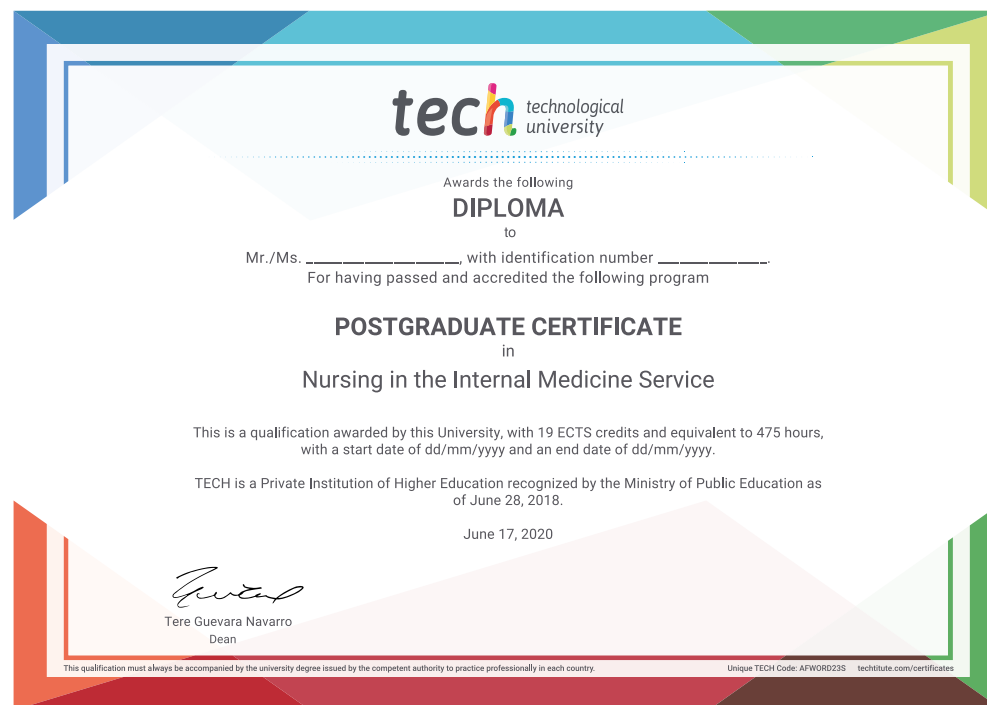 tech technological
university
Awards the following
DIPLOMA
to
Mr./Ms. ____________________, with identification number ______________.
For having passed and accredited the following program
POSTGRADUATE CERTIFICATE
in
Nursing in the Internal Medicine Service
This is a qualification awarded by this University, with 19 ECTS credits and equivalent to 475 hours,
with a start date of dd/mm/yyyy and an end date of dd/mm/yyyy.
TECH is a Private Institution of Higher Education recognized by the Ministry of Public Education as
of June 28, 2018.
June 17, 2020
Tere Guevara Navarro
Dean
This qualification must always be accompanied by the university degree issued by the competent authority to practice professionally in each country.
Unique TECH Code: AFWORD23S techtitute.com/certificates